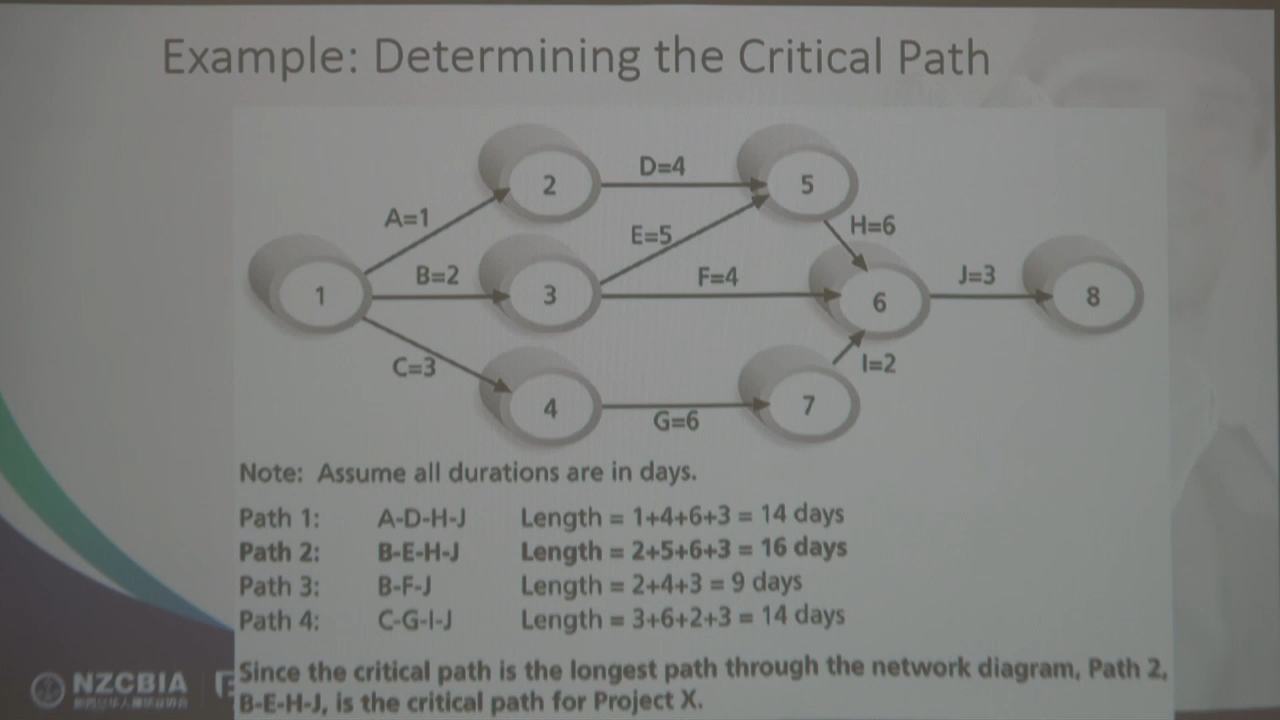 Example: Determining the Critical Path
2
D=4
5
A=1
E=5
H=6
1
B=2
3
F=4
6
J=3
8
C=3
I=2
4
G=6
7
Note: Assume all durations are in days.
Path 1: A-D-H-J Length = 1+4+6+3 = 14 days
Path 2: B-E-H-J Length = 2+5+6+3 = 16 days
Path 3: B-F-J Length = 2+4+3 = 9 days
Path 4: C-G-I-J Length = 3+6+2+3 = 14 days
Since the critical path is the longest path through the network diagram, Path 2,
B-E-H-J, is the critical path for Project X.
NZCBIA